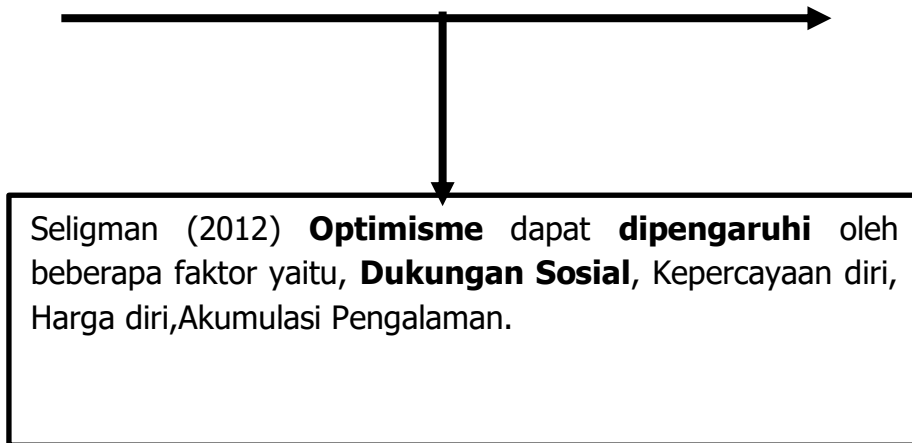 Seligman (2012) Optimisme dapat dipengaruhi oleh
beberapa faktor yaitu, Dukungan Sosial, Kepercayaan diri,
Harga diri,Akumulasi Pengalaman.